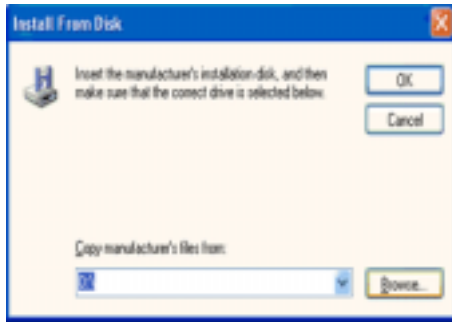 Install From Disk
Insert the manufacturer's installation disk, and then
make sure that the correct drive is selected below.
OK
Cancel
Copy manufacturer's files from:
Browse...